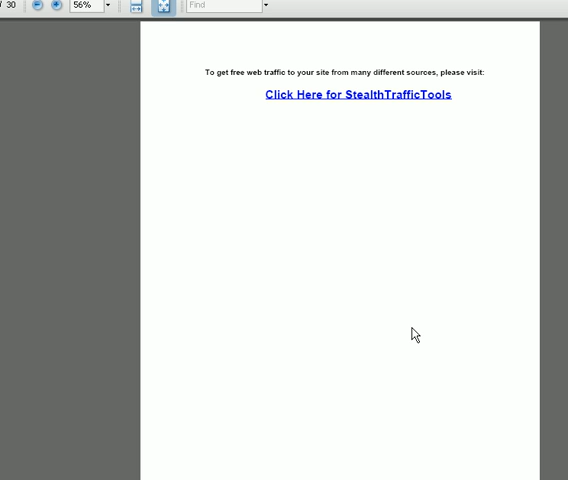 / 30 56% Find
To get free web traffic to your site from many different sources, please visit:
Click Here for StealthTrafficTools